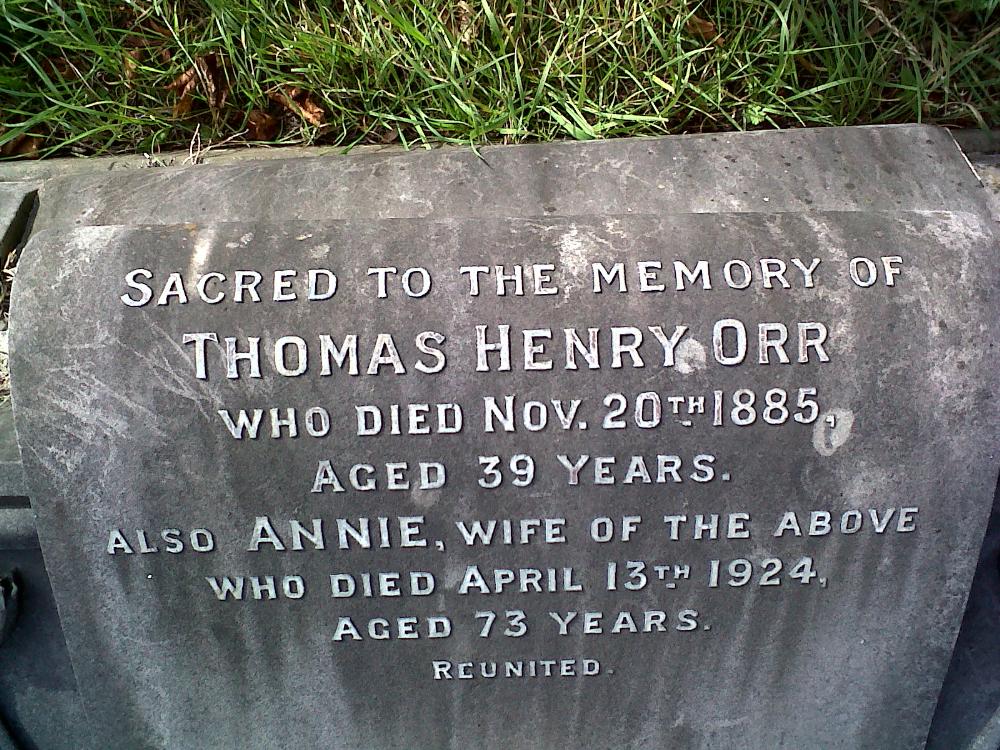 SACRED TO THE MEMORY OF
THOMAS HENRY ORR
WHO DIED NOV. 20TH 1885,
AGED 39 YEARS.
ALSO ANNIE, WIFE OF THE ABOVE
WHO DIED APRIL 13TH 1924,
AGED 73 YEARS.
REUNITED.